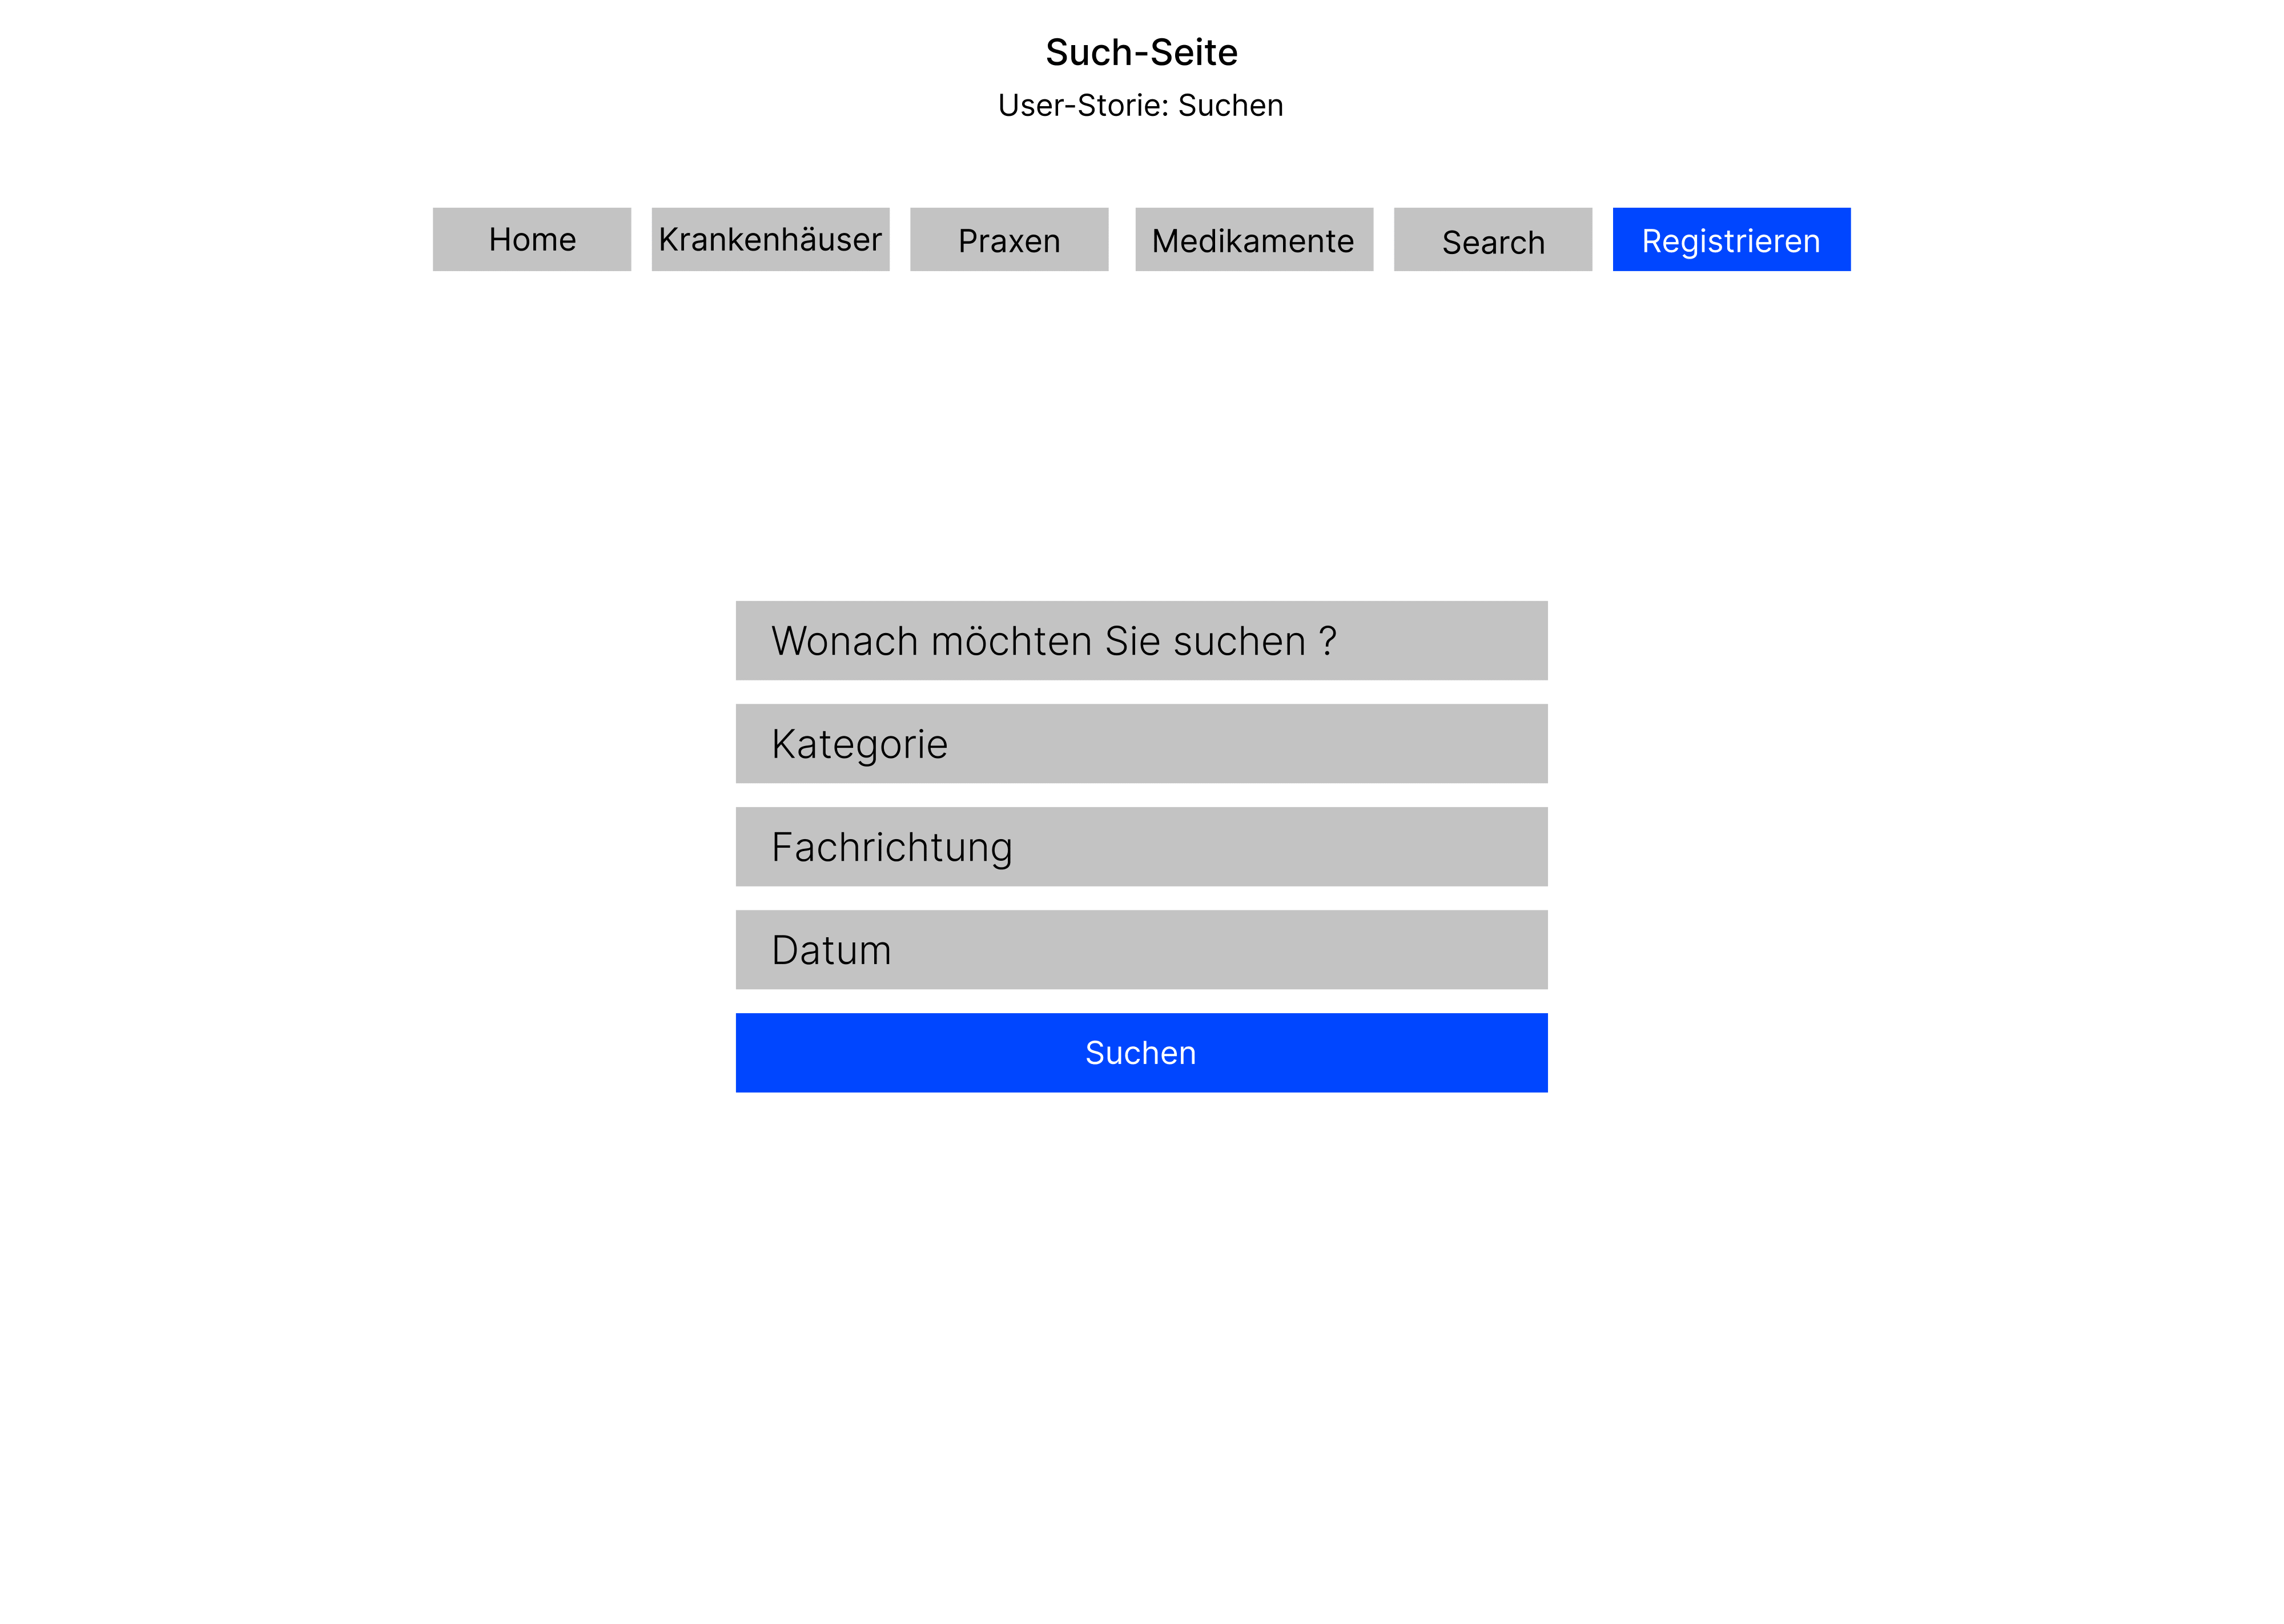 Such-Seite
User-Storie: Suchen
Home Krankenhäuser Praxen Medikamente Search Registrieren
Wonach möchten Sie suchen ?
Kategorie
Fachrichtung
Datum
Suchen